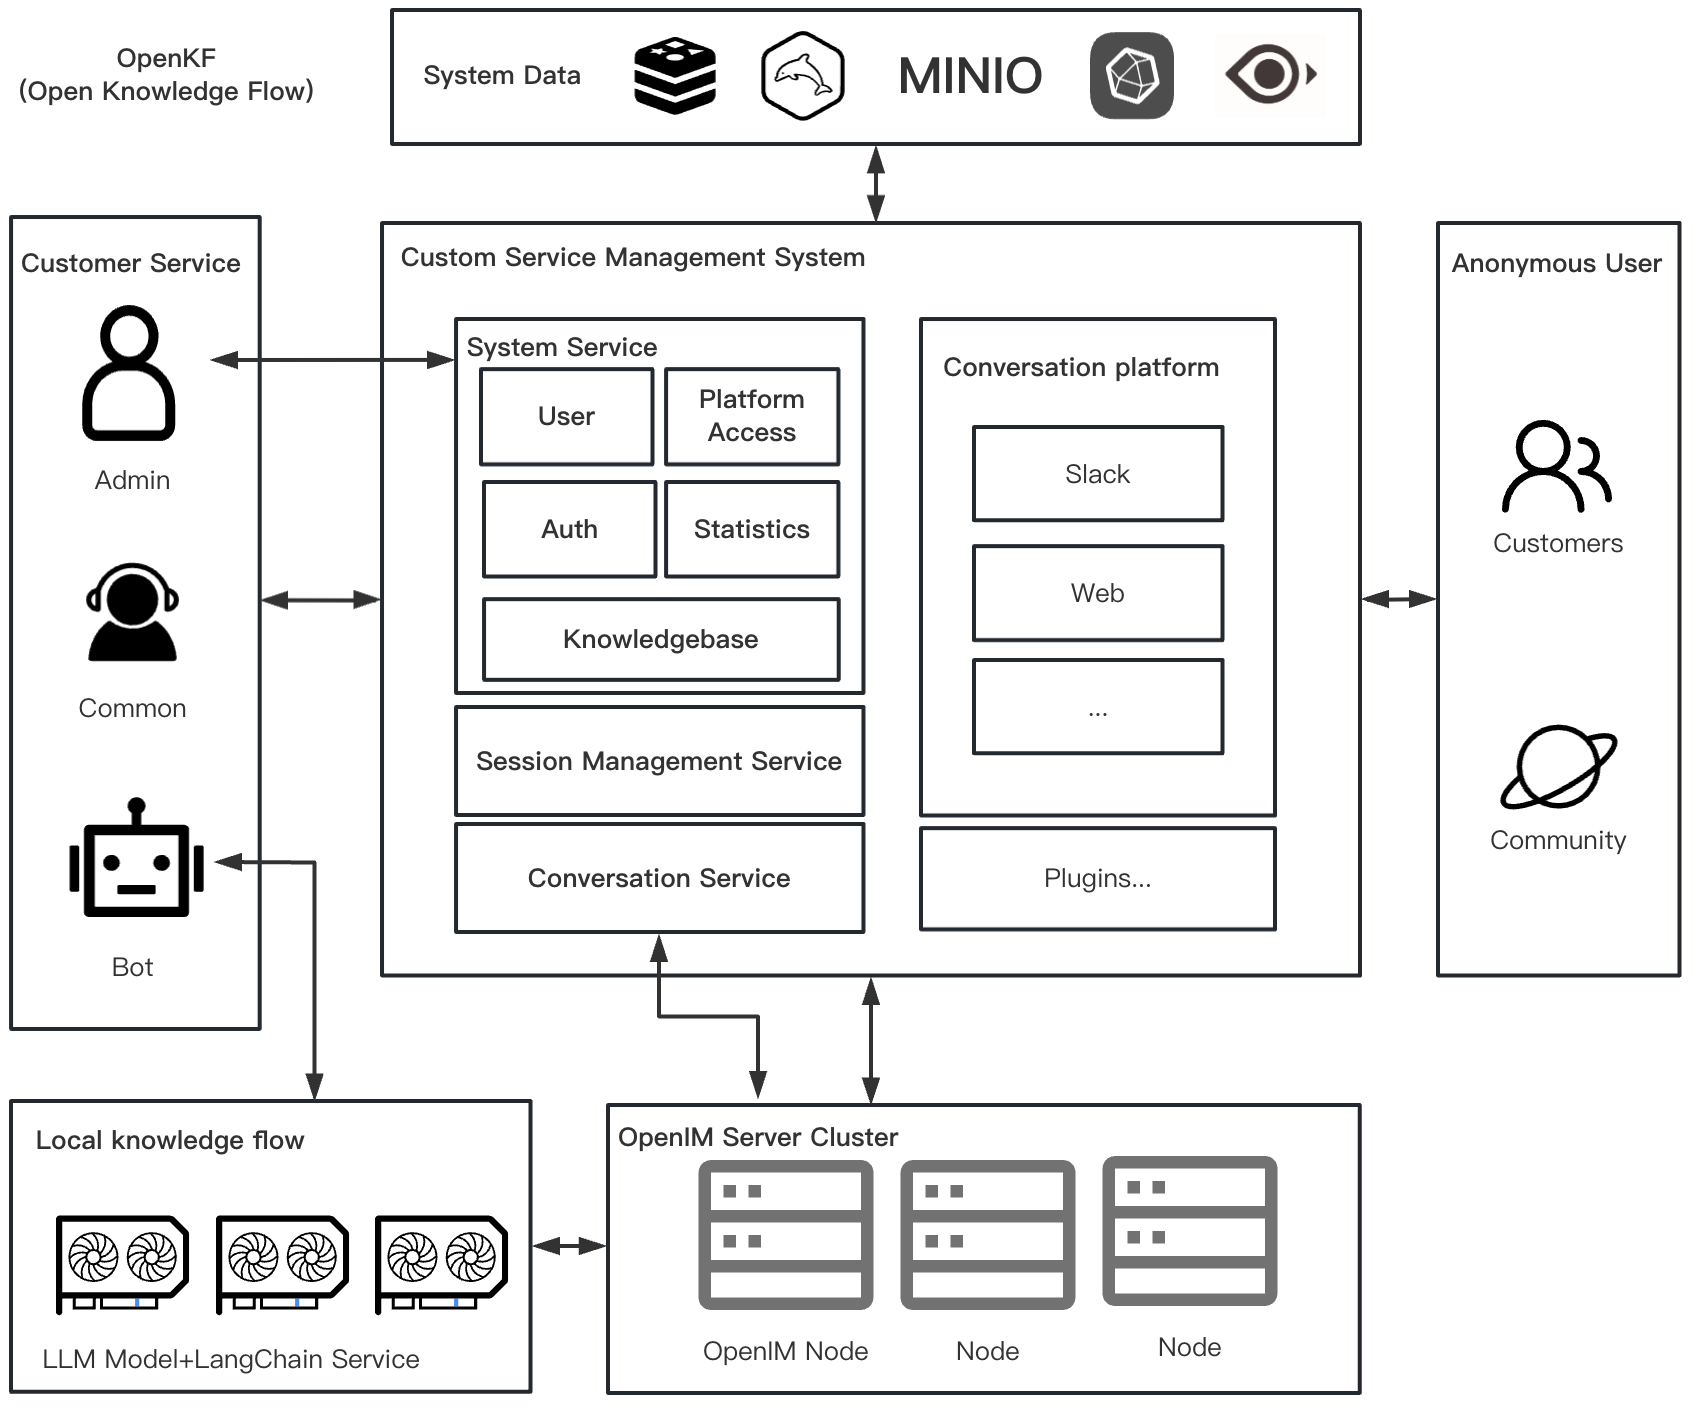 OpenKF
(Open Knowledge Flow)
System Data
MINIO
Customer Service
Admin
Common
Bot
Custom Service Management System
System Service
User
Platform
Access
Auth
Statistics
Knowledgebase
Session Management Service
Conversation Service
Conversation platform
Slack
Web
...
Plugins...
Anonymous User
Customers
Community
Local knowledge flow
LLM Model+LangChain Service
OpenIM Server Cluster
OpenIM Node
Node
Node